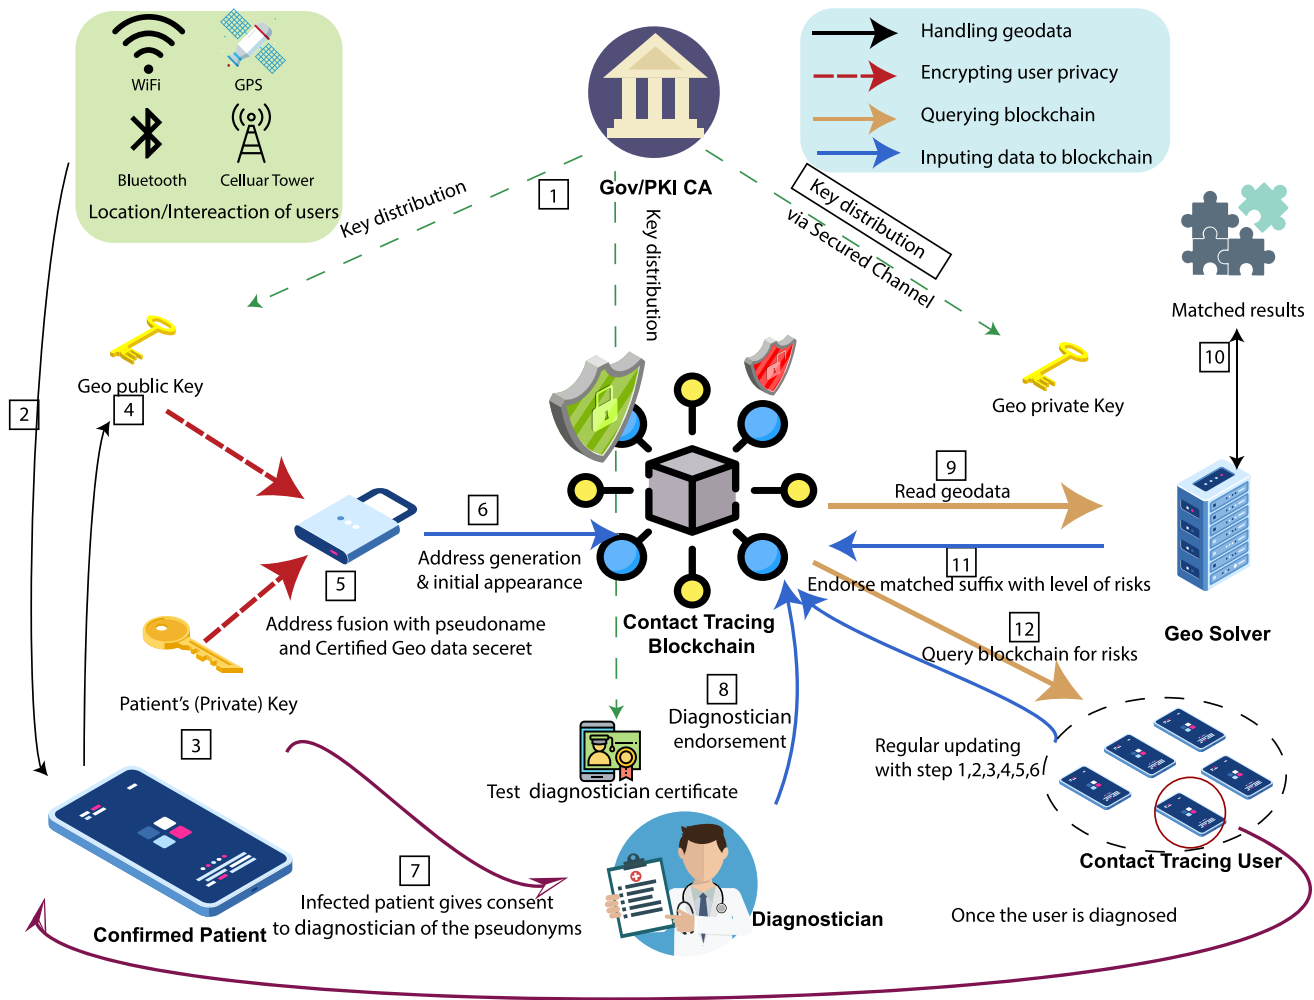 WiFi
GPS
Bluetooth
Celluar Tower
Location/Intereaction of users
Gov/PKI CA
Handling geodata
Encrypting user privacy
Querying blockchain
Inputing data to blockchain
1
Key distribution
Key distribution
Key distribution
via Secured Channel
Matched results
10
Geo public Key
2
4
Geo private Key
9
Read geodata
6
Address generation
& initial appearance
5
Address fusion with pseudoname
and Certified Geo data seceret
11
Endorse matched suffix with level of risks
Contact Tracing
Blockchain
Geo Solver
12
Query blockchain for risks
Patient's (Private) Key
3
8
Diagnostician
endorsement
Regular updating
with step 1,2,3,4,5,6
Test diagnostician certificate
7
Infected patient gives consent
to diagnostician of the pseudonyms
Confirmed Patient
Diagnostician
Contact Tracing User
Once the user is diagnosed